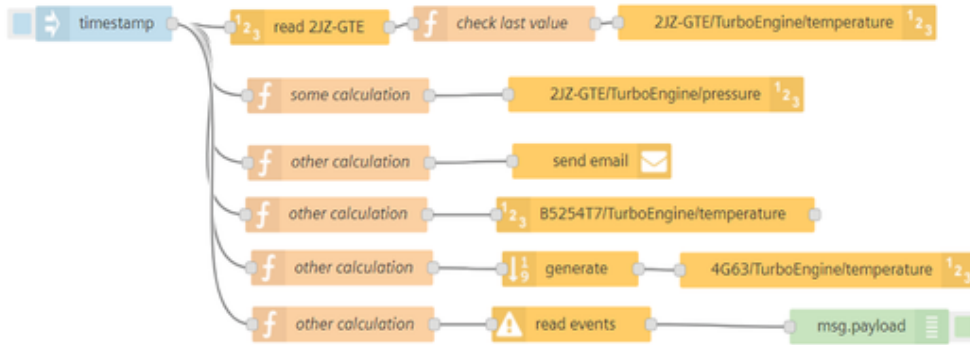 timestamp
read 2JZ-GTE
check last value
2JZ-GTE/TurboEngine/temperature
some calculation
2JZ-GTE/TurboEngine/pressure
other calculation
send email
other calculation
B5254T7/TurboEngine/temperature
other calculation
generate
4G63/TurboEngine/temperature
other calculation
read events
msg.payload